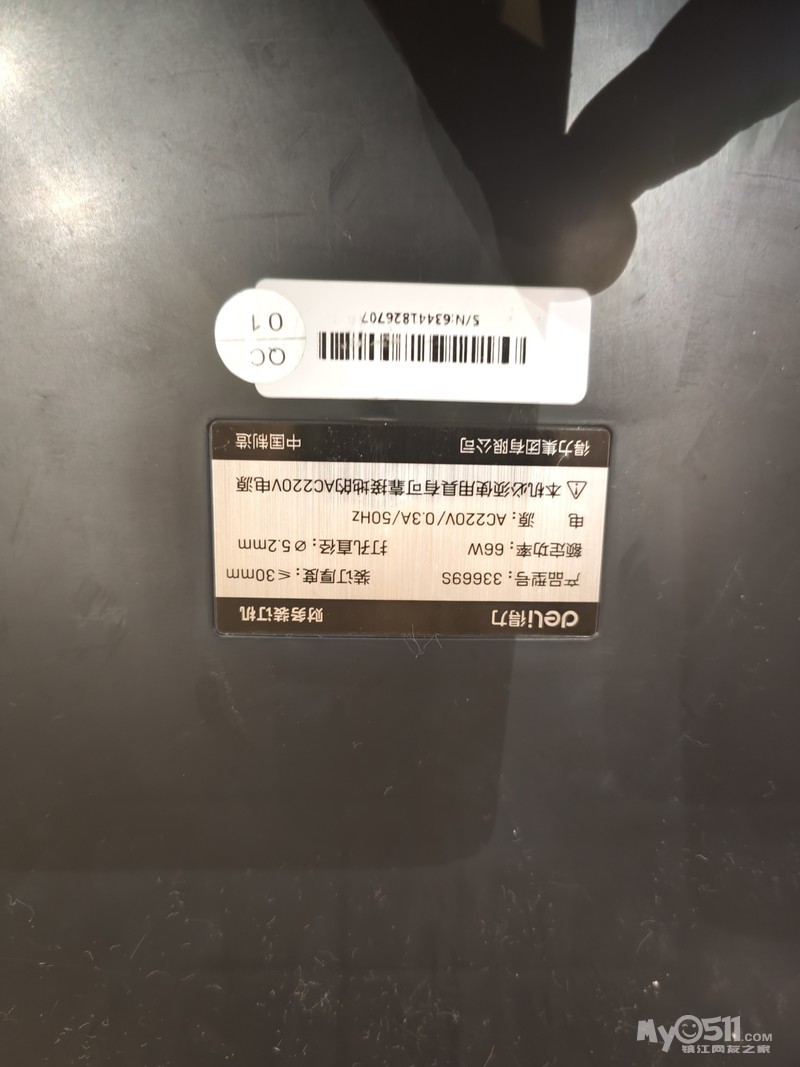 deli得力 财务装订机
产品型号：33669S 装订厚度：≤30mm
额定功率：66W 打孔直径：⌀5.2mm
电 源：AC220V/0.3A/50Hz
本机必须使用具有可靠接地的AC220V电源
得力集团有限公司 中国制造
QC
01
S/N:63441826707
My0511.COM
镇江网友之家